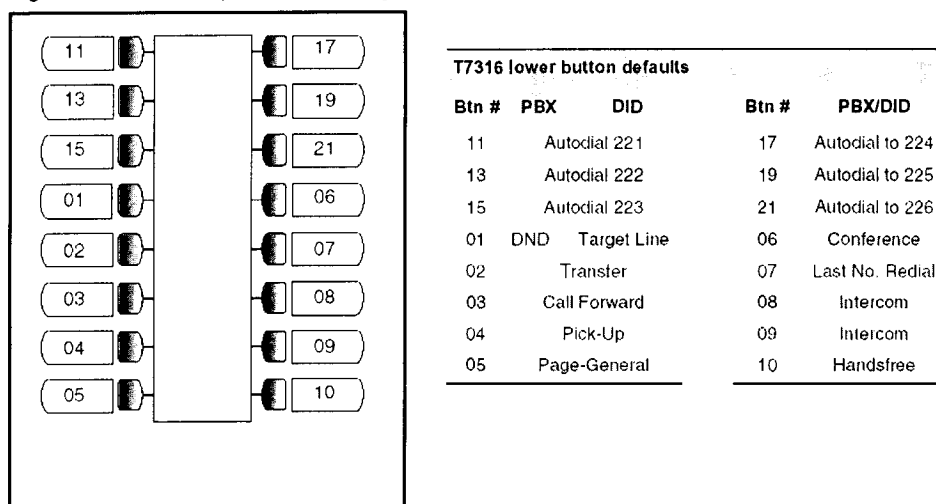 11 17
13 19
15 21
01 06
02 07
03 08
04 09
05 10
T7316 lower button defaults
Btn # PBX DID Btn # PBX/DID
11 Autodial 221 17 Autodial to 224
13 Autodial 222 19 Autodial to 225
15 Autodial 223 21 Autodial to 226
01 DND Target Line 06 Conference
02 Transfer 07 Last No. Redial
03 Call Forward 08 Intercom
04 Pick-Up 09 Intercom
05 Page-General 10 Handsfree